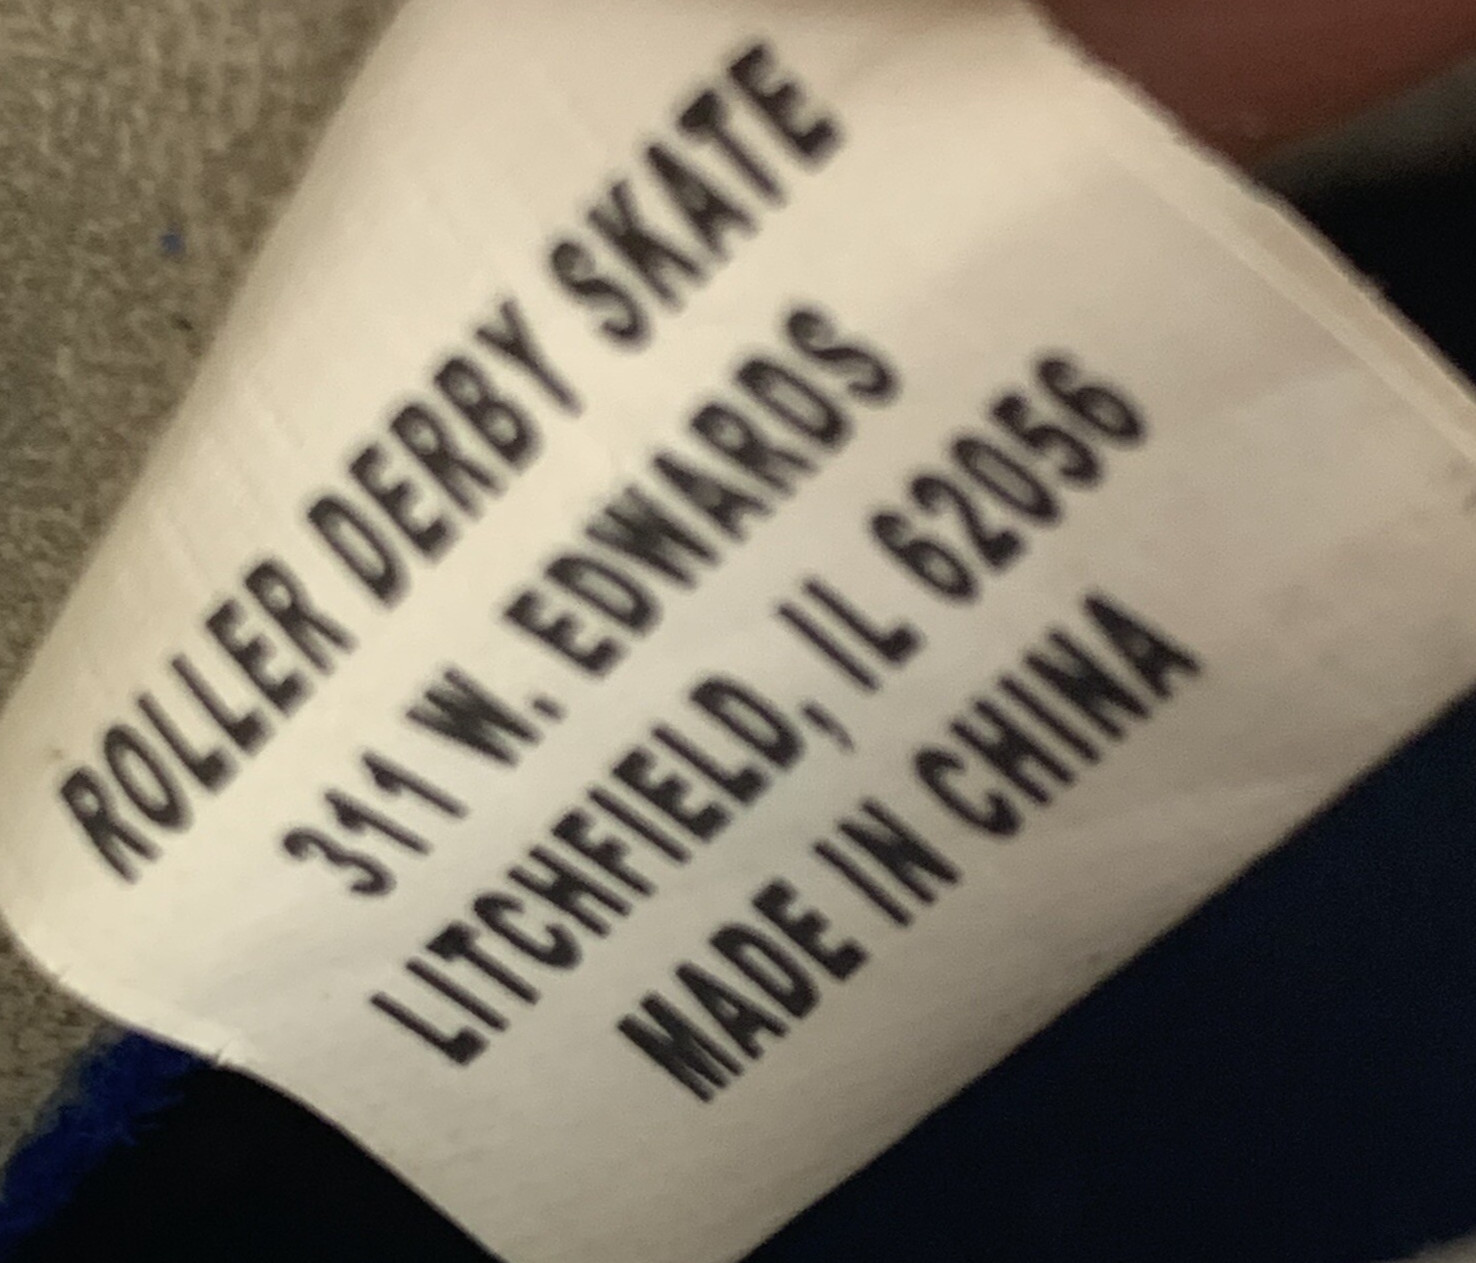 ROLLER DERBY SKATE
311 W. EDWARDS
LITCHFIELD, IL 62056
MADE IN CHINA